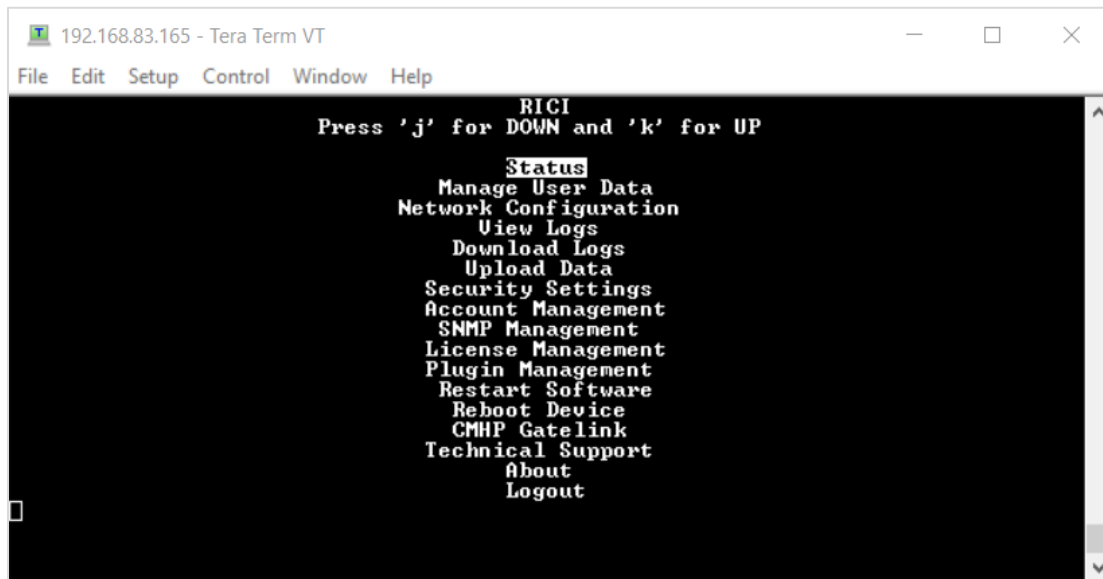 192.168.83.165 - Tera Term VT
File Edit Setup Control Window Help
RICI
Press 'j' for DOWN and 'k' for UP
Status
Manage User Data
Network Configuration
View Logs
Download Logs
Upload Data
Security Settings
Account Management
SNMP Management
License Management
Plugin Management
Restart Software
Reboot Device
CMHP Gatelink
Technical Support
About
Logout